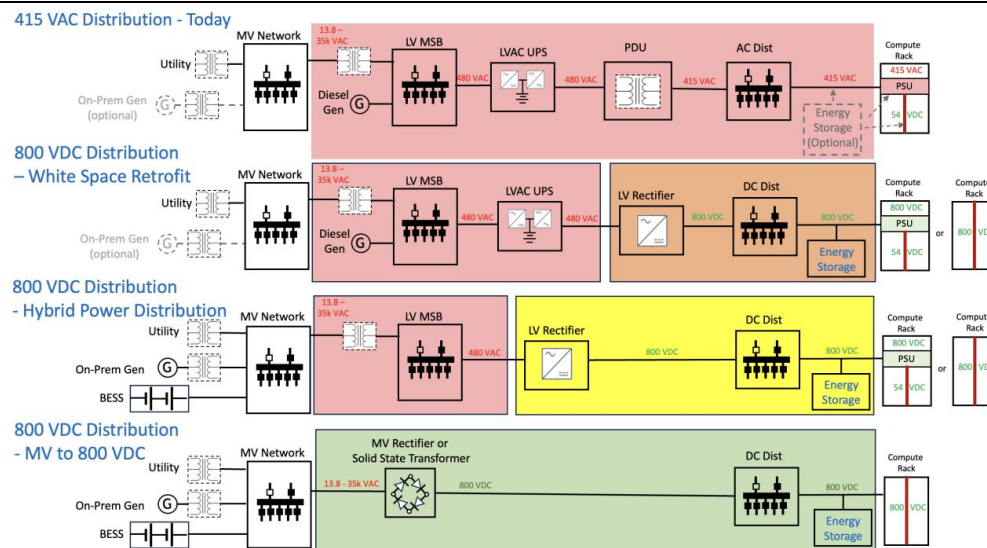 415 VAC Distribution - Today
MV Network
13.8 –
35k VAC
LV MSB
LVAC UPS
PDU
AC Dist
Compute
Rack
Utility
480 VAC
480 VAC
415 VAC
415 VAC
415 VAC
PSU
On-Prem Gen
(optional)
G
Diesel
Gen
G
Energy
Storage
(Optional)
54 VDC
800 VDC Distribution
– White Space Retrofit
MV Network
13.8 –
35k VAC
LV MSB
LVAC UPS
LV Rectifier
DC Dist
Compute
Rack
Compute
Rack
Utility
480 VAC
480 VAC
800 VDC
800 VDC
800 VDC
PSU
or
On-Prem Gen
(optional)
G
Diesel
Gen
G
Energy
Storage
54 VDC
800
800 VDC Distribution
- Hybrid Power Distribution
MV Network
13.8 –
35k VAC
LV MSB
LV Rectifier
DC Dist
Compute
Rack
Compute
Rack
Utility
480 VAC
800 VDC
800 VDC
800 VDC
PSU
or
On-Prem Gen
G
BESS
Energy
Storage
54 VDC
800
800 VDC Distribution
- MV to 800 VDC
MV Network
MV Rectifier or
Solid State Transformer
DC Dist
Compute
Rack
Utility
13.8 - 35k VAC
800 VDC
800 VDC
On-Prem Gen
G
BESS
Energy
Storage
800 VDC